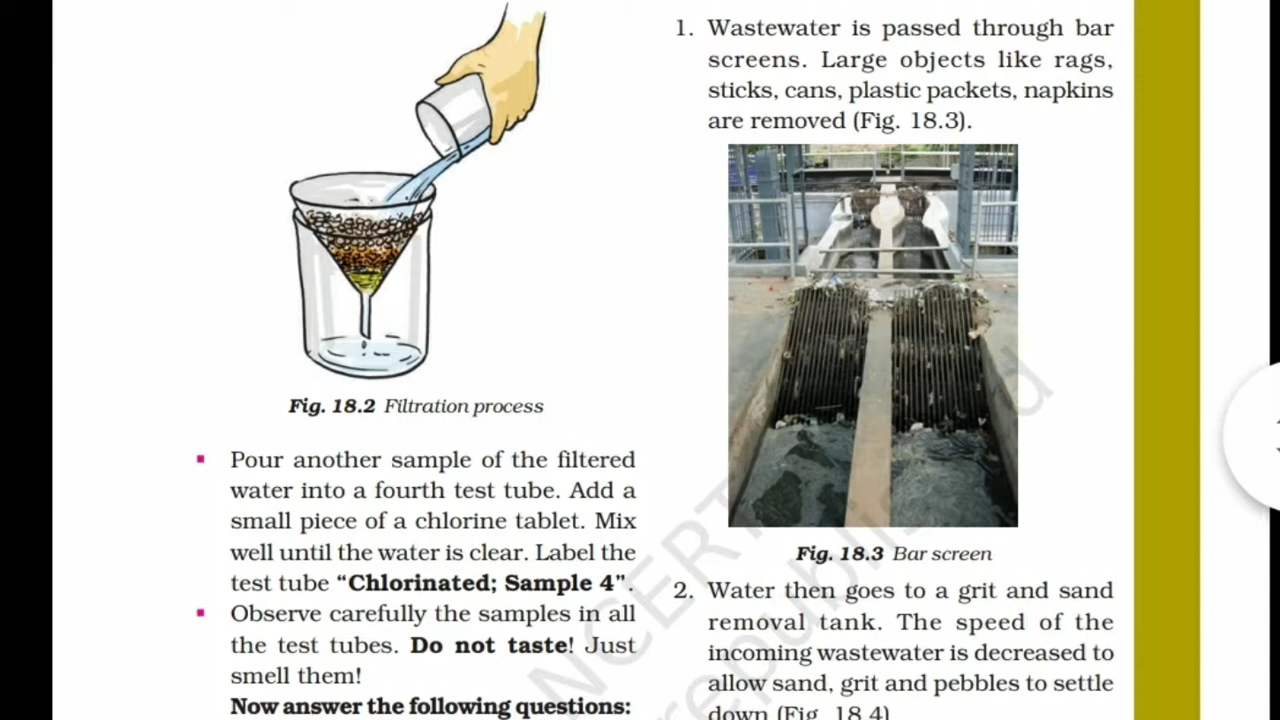 Fig. 18.2 Filtration process
▪ Pour another sample of the filtered
water into a fourth test tube. Add a
small piece of a chlorine tablet. Mix
well until the water is clear. Label the
test tube “Chlorinated; Sample 4”.
▪ Observe carefully the samples in all
the test tubes. Do not taste! Just
smell them!
Now answer the following questions:
1. Wastewater is passed through bar
screens. Large objects like rags,
sticks, cans, plastic packets, napkins
are removed (Fig. 18.3).
Fig. 18.3 Bar screen
2. Water then goes to a grit and sand
removal tank. The speed of the
incoming wastewater is decreased to
allow sand, grit and pebbles to settle
down (Fig. 18.4)
NCERT